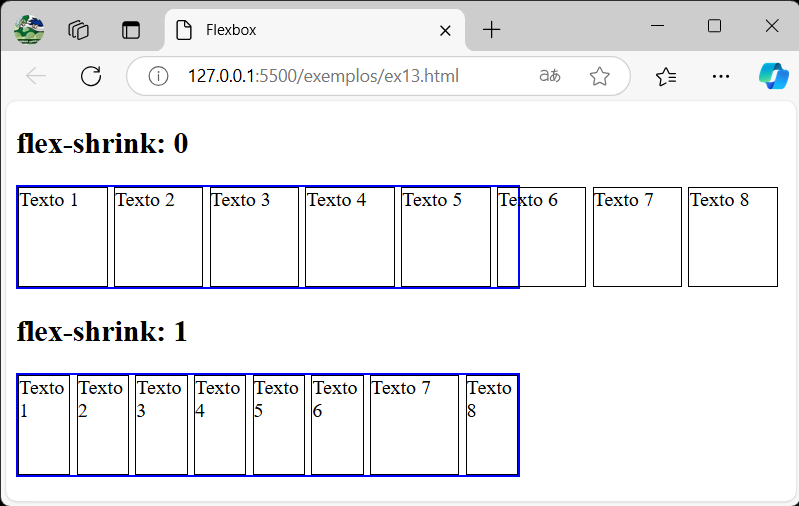 Flexbox
127.0.0.1:5500/exemplos/ex13.html aあ
flex-shrink: 0
Texto 1 Texto 2 Texto 3 Texto 4 Texto 5 Texto 6 Texto 7 Texto 8
flex-shrink: 1
Texto Texto Texto Texto Texto Texto Texto 7 Texto
1 2 3 4 5 6 8